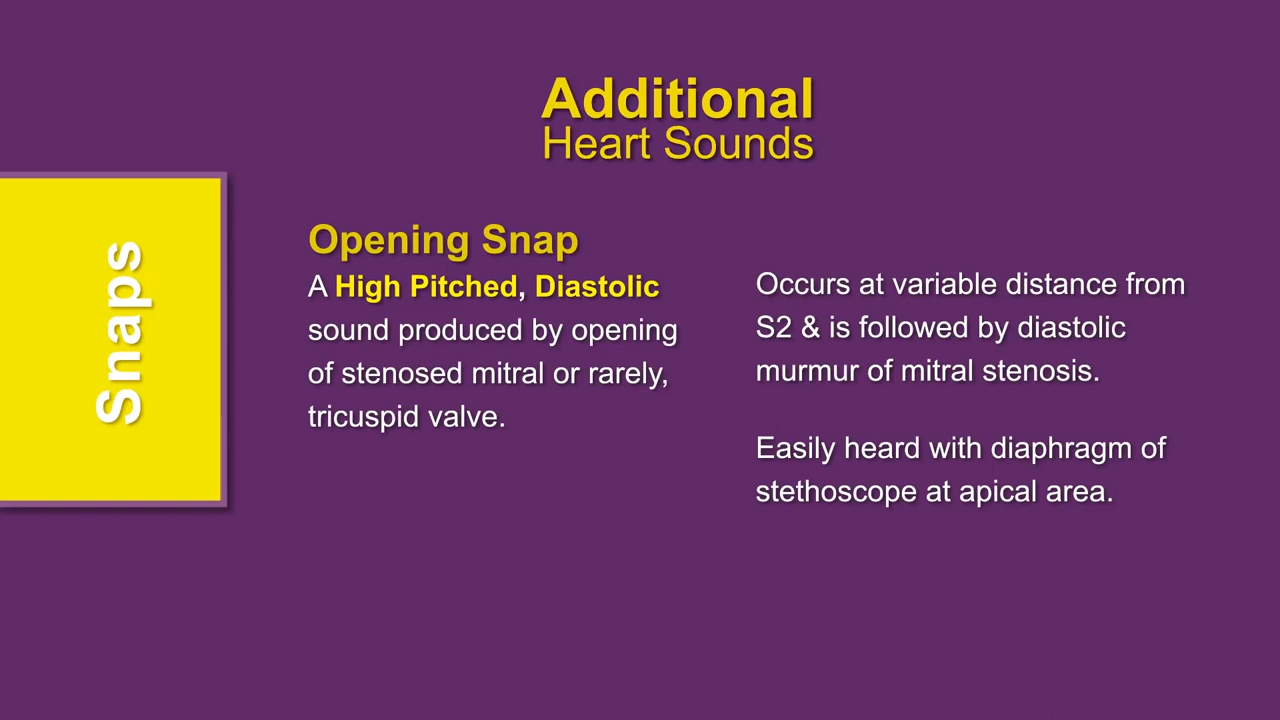 Additional
Heart Sounds
Snaps
Opening Snap
A High Pitched, Diastolic
sound produced by opening
of stenosed mitral or rarely,
tricuspid valve.
Occurs at variable distance from
S2 & is followed by diastolic
murmur of mitral stenosis.
Easily heard with diaphragm of
stethoscope at apical area.